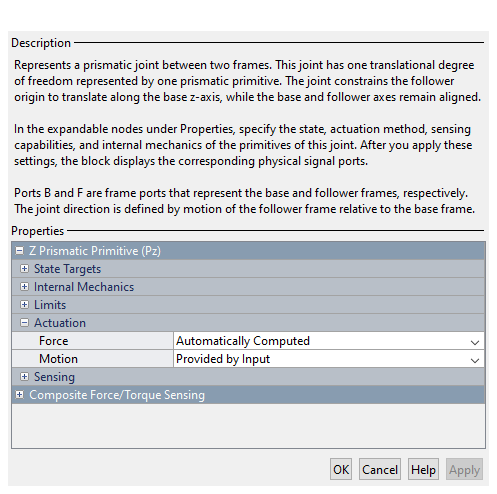 Description
Represents a prismatic joint between two frames. This joint has one translational degree
of freedom represented by one prismatic primitive. The joint constrains the follower
origin to translate along the base z-axis, while the base and follower axes remain aligned.
In the expandable nodes under Properties, specify the state, actuation method, sensing
capabilities, and internal mechanics of the primitives of this joint. After you apply these
settings, the block displays the corresponding physical signal ports.
Ports B and F are frame ports that represent the base and follower frames, respectively.
The joint direction is defined by motion of the follower frame relative to the base frame.
Properties
Z Prismatic Primitive (Pz)
State Targets
Internal Mechanics
Limits
Actuation
Force Automatically Computed
Motion Provided by Input
Sensing
Composite Force/Torque Sensing
OK Cancel Help Apply